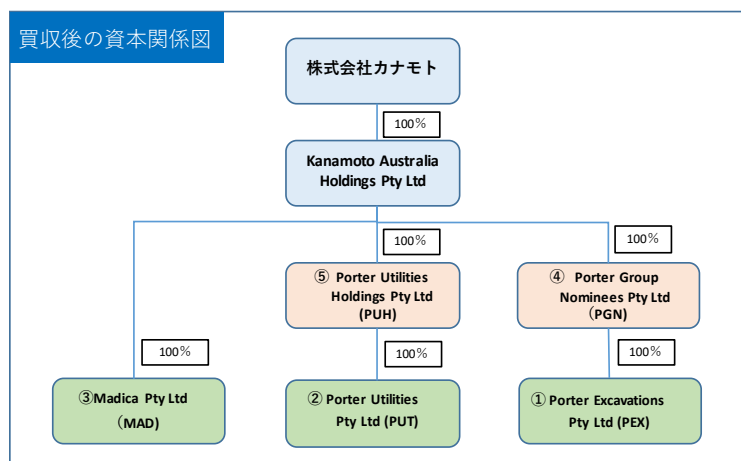 買収後の資本関係図
株式会社カナモト
100%
Kanamoto Australia
Holdings Pty Ltd
100%
100%
⑤ Porter Utilities
Holdings Pty Ltd
(PUH)
④ Porter Group
Nominees Pty Ltd
(PGN)
100%
100%
100%
③Madica Pty Ltd
(MAD)
② Porter Utilities
Pty Ltd (PUT)
① Porter Excavations
Pty Ltd (PEX)